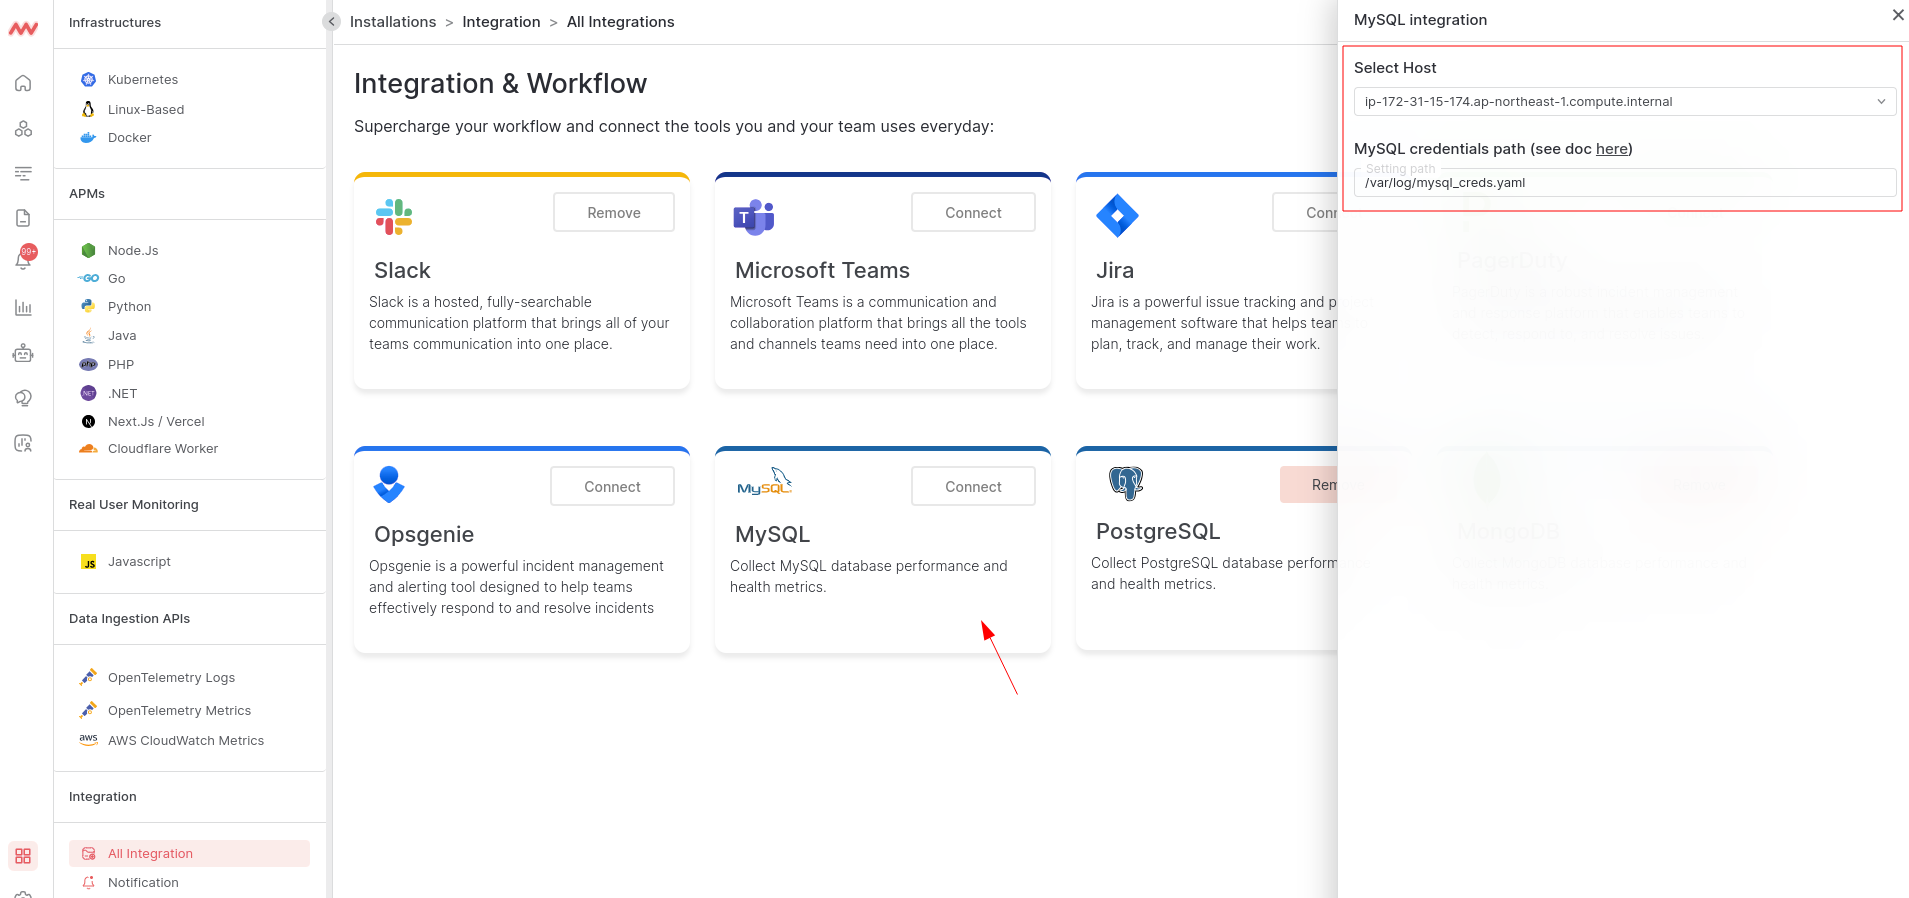 Infrastructures
Kubernetes
Linux-Based
Docker
APMs
Node.Js
Go
Python
Java
PHP
.NET
Next.Js / Vercel
Cloudflare Worker
Real User Monitoring
Javascript
Data Ingestion APIs
OpenTelemetry Logs
OpenTelemetry Metrics
AWS CloudWatch Metrics
Integration
All Integration
Notification
99+
Installations > Integration > All Integrations
Integration & Workflow
Supercharge your workflow and connect the tools you and your team uses everyday:
Remove
Slack
Slack is a hosted, fully-searchable
communication platform that brings all of your
teams communication into one place.
Connect
Microsoft Teams
Microsoft Teams is a communication and
collaboration platform that brings all the tools
and channels teams need into one place.
Conn
Jira
Jira is a powerful issue tracking and p
management software that helps team
plan, track, and manage their work.
PagerDuty
Connect
Opsgenie
Opsgenie is a powerful incident management
and alerting tool designed to help teams
effectively respond to and resolve incidents
MySQL
Connect
MySQL
Collect MySQL database performance and
health metrics.
Rem
PostgreSQL
Collect PostgreSQL database perform
and health metrics.
MongoDB
MySQL integration
Select Host
ip-172-31-15-174.ap-northeast-1.compute.internal
MySQL credentials path (see doc here)
Setting path
/var/log/mysql_creds.yaml